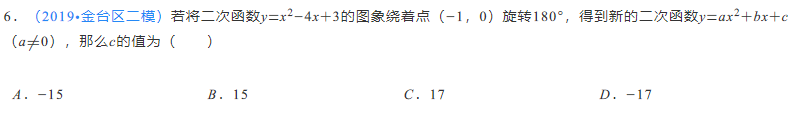 6．（2019•金台区二模）若将二次函数y=x²−4x+3的图象绕着点（−1，0）旋转180°，得到新的二次函数y=ax²+bx+c
（a≠0），那么c的值为（　　）
A．−15　　B．15　　C．17　　D．−17